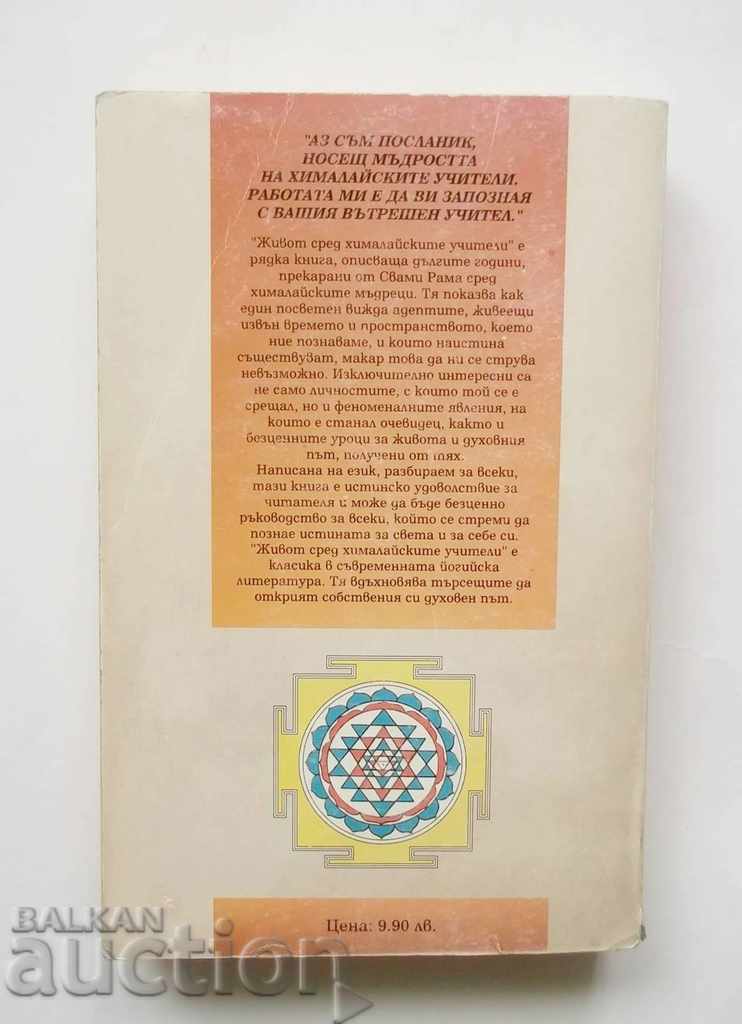 "АЗ СЪМ ПОСЛАНИК,
НОСЕЩ МЪДРОСТТА
НА ХИМАЛАЙСКИТЕ УЧИТЕЛИ.
РАБОТАТА МИ Е ДА ВИ ЗАПОЗНАЯ
С ВАШИЯ ВЪТРЕШЕН УЧИТЕЛ."
"Живот сред хималайските учители" е
рядка книга, описваща дългите години,
прекарани от Свами Рама сред
хималайските мъдреци. Тя показва как
един посветен вижда адептите, живеещи
извън времето и пространството, което
ние познаваме, и които наистина
съществуват, макар това да ни се струва
невъзможно. Изключително интересни са
не само личностите, с които той се е
срещал, но и феноменалните явления, на
които е станал очевидец, както и
безценните уроци за живота и духовния
път, получени от тях.
Написана на език, разбираем за всеки,
тази книга е истинско удоволствие за
читателя и може да бъде безценно
ръководство за всеки, който се стреми да
познае истината за света и за себе си.
"Живот сред хималайските учители" е
класика в съвременната йогийска
литература. Тя вдъхновява търсещите да
открият собствения си духовен път.
Цена: 9.90 лв.
BALKAN
auction